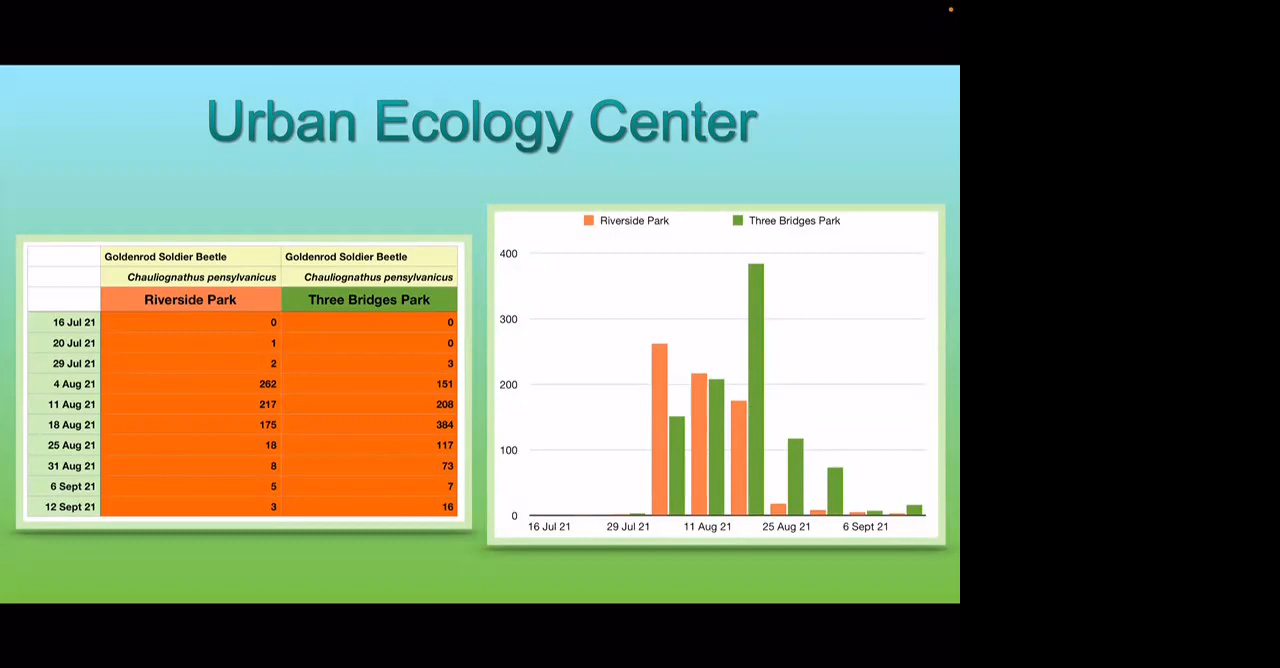 Urban Ecology Center
Goldenrod Soldier Beetle Goldenrod Soldier Beetle
Chauliognathus pensylvanicus Chauliognathus pensylvanicus
Riverside Park Three Bridges Park
16 Jul 21 0 0
20 Jul 21 1 0
29 Jul 21 2 3
4 Aug 21 262 151
11 Aug 21 217 208
18 Aug 21 175 384
25 Aug 21 18 117
31 Aug 21 8 73
6 Sept 21 5 7
12 Sept 21 3 16
Riverside Park Three Bridges Park
400
300
200
100
0
16 Jul 21 29 Jul 21 11 Aug 21 25 Aug 21 6 Sept 21